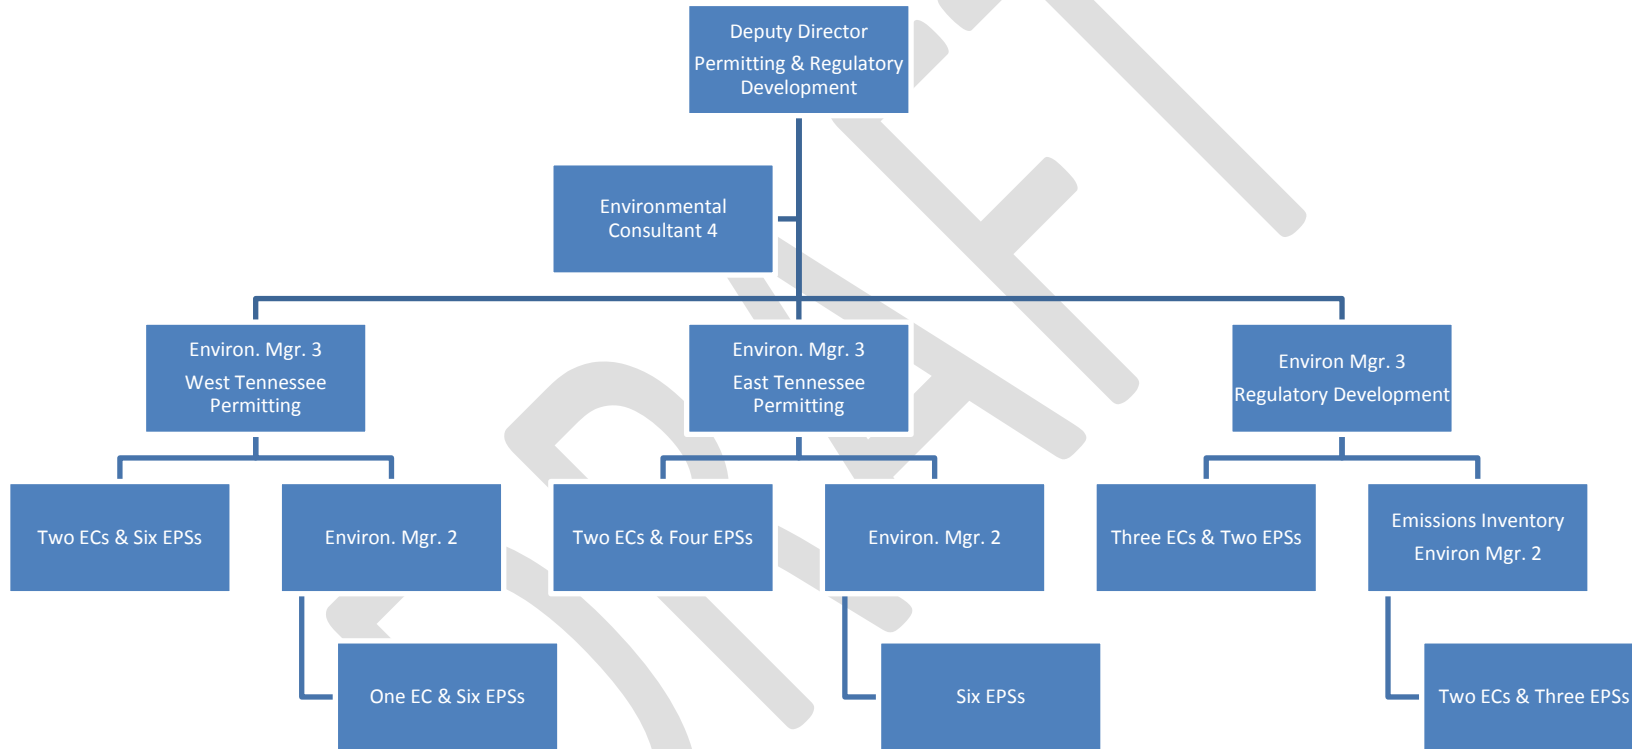 Deputy Director
Permitting & Regulatory
Development
Environmental
Consultant 4
Environ. Mgr. 3
West Tennessee
Permitting
Environ. Mgr. 3
East Tennessee
Permitting
Environ Mgr. 3
Regulatory Development
Two ECs & Six EPSs
Environ. Mgr. 2
Two ECs & Four EPSs
Environ. Mgr. 2
Three ECs & Two EPSs
Emissions Inventory
Environ Mgr. 2
One EC & Six EPSs
Six EPSs
Two ECs & Three EPSs
DRAFT